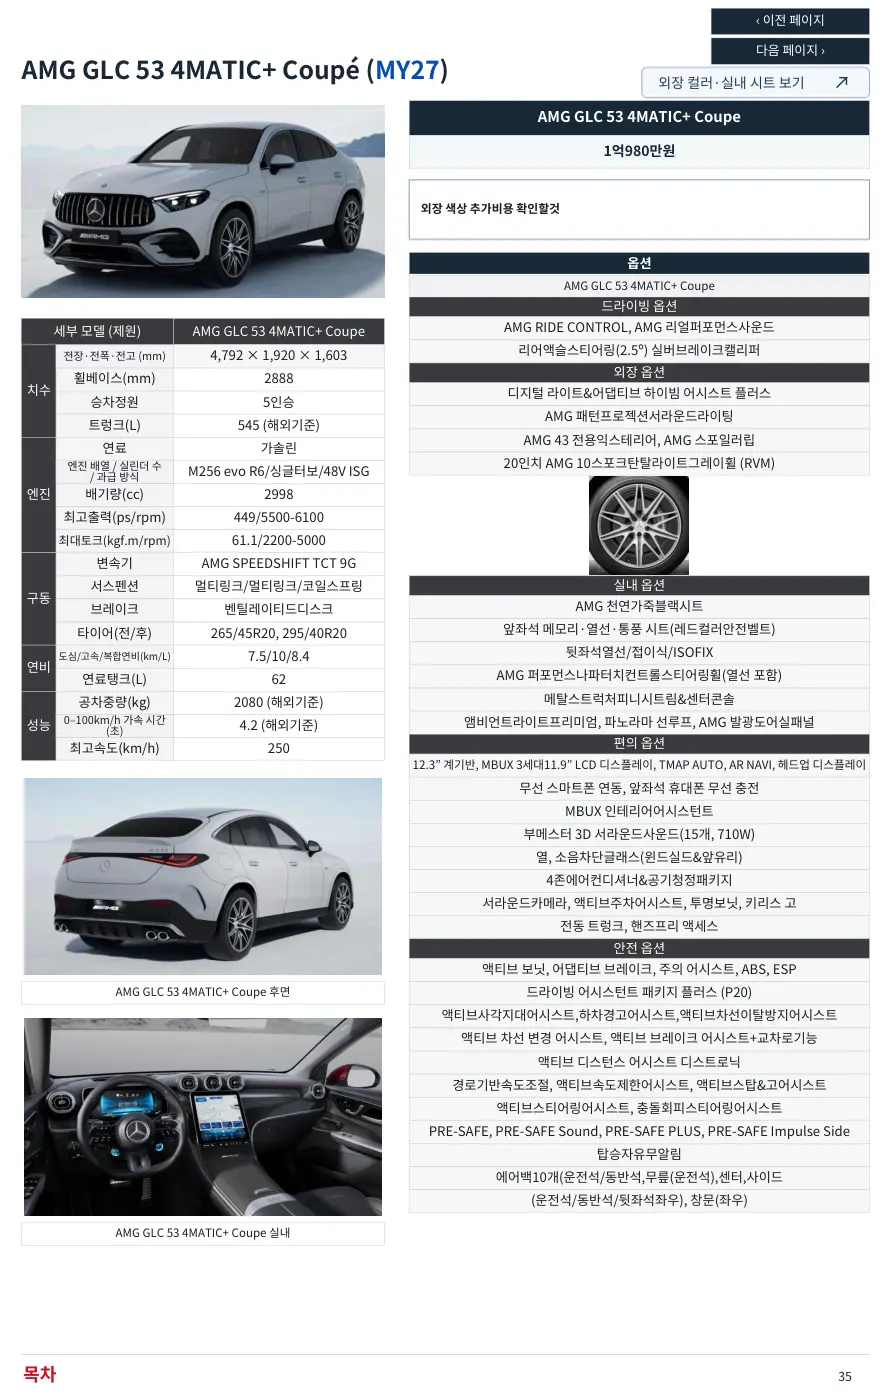 ‹ 이전 페이지
다음 페이지 ›
AMG GLC 53 4MATIC+ Coupé (MY27)
외장 컬러·실내 시트 보기
AMG
세부 모델 (제원) AMG GLC 53 4MATIC+ Coupe
치수
전장·전폭·전고 (mm) 4,792 × 1,920 × 1,603
휠베이스(mm) 2888
승차정원 5인승
트렁크(L) 545 (해외기준)
엔진
연료 가솔린
엔진 배열 / 실린더 수
/ 과급 방식
M256 evo R6/싱글터보/48V ISG
배기량(cc) 2998
최고출력(ps/rpm) 449/5500-6100
최대토크(kgf.m/rpm) 61.1/2200-5000
구동
변속기 AMG SPEEDSHIFT TCT 9G
서스펜션 멀티링크/멀티링크/코일스프링
브레이크 벤틸레이티드디스크
타이어(전/후) 265/45R20, 295/40R20
연비
도심/고속/복합연비(km/L) 7.5/10/8.4
연료탱크(L) 62
성능
공차중량(kg) 2080 (해외기준)
0–100km/h 가속 시간
(초)
4.2 (해외기준)
최고속도(km/h) 250
AMG
AMG GLC 53 4MATIC+ Coupe 후면
AMG GLC 53 4MATIC+ Coupe 실내
AMG GLC 53 4MATIC+ Coupe
1억980만원
외장 색상 추가비용 확인할것
옵션
AMG GLC 53 4MATIC+ Coupe
드라이빙 옵션
AMG RIDE CONTROL, AMG 리얼퍼포먼스사운드
리어액슬스티어링(2.5º) 실버브레이크캘리퍼
외장 옵션
디지털 라이트&어댑티브 하이빔 어시스트 플러스
AMG 패턴프로젝션서라운드라이팅
AMG 43 전용익스테리어, AMG 스포일러립
20인치 AMG 10스포크탄탈라이트그레이휠 (RVM)
실내 옵션
AMG 천연가죽블랙시트
앞좌석 메모리·열선·통풍 시트(레드컬러안전벨트)
뒷좌석열선/접이식/ISOFIX
AMG 퍼포먼스나파터치컨트롤스티어링휠(열선 포함)
메탈스트럭처피니시트림&센터콘솔
앰비언트라이트프리미엄, 파노라마 선루프, AMG 발광도어실패널
편의 옵션
12.3” 계기반, MBUX 3세대11.9” LCD 디스플레이, TMAP AUTO, AR NAVI, 헤드업 디스플레이
무선 스마트폰 연동, 앞좌석 휴대폰 무선 충전
MBUX 인테리어어시스턴트
부메스터 3D 서라운드사운드(15개, 710W)
열, 소음차단글래스(윈드실드&앞유리)
4존에어컨디셔너&공기청정패키지
서라운드카메라, 액티브주차어시스트, 투명보닛, 키리스 고
전동 트렁크, 핸즈프리 액세스
안전 옵션
액티브 보닛, 어댑티브 브레이크, 주의 어시스트, ABS, ESP
드라이빙 어시스턴트 패키지 플러스 (P20)
액티브사각지대어시스트,하차경고어시스트,액티브차선이탈방지어시스트
액티브 차선 변경 어시스트, 액티브 브레이크 어시스트+교차로기능
액티브 디스턴스 어시스트 디스트로닉
경로기반속도조절, 액티브속도제한어시스트, 액티브스탑&고어시스트
액티브스티어링어시스트, 충돌회피스티어링어시스트
PRE-SAFE, PRE-SAFE Sound, PRE-SAFE PLUS, PRE-SAFE Impulse Side
탑승자유무알림
에어백10개(운전석/동반석,무릎(운전석),센터,사이드
(운전석/동반석/뒷좌석좌우), 창문(좌우)
목차
35